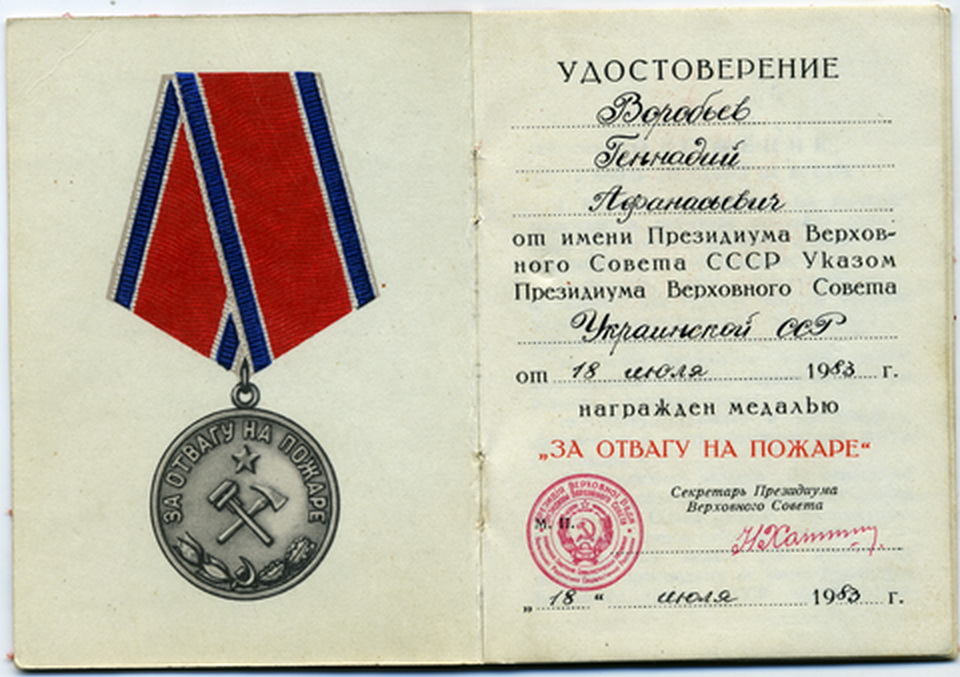 ЗА ОТВАГУ НА ПОЖАРЕ
УДОСТОВЕРЕНИЕ
Воробьев
Геннадий
Афанасьевич
от имени Президиума Верхов-
ного Совета СССР Указом
Президиума Верховного Совета
Украинской ССР
от 18 июля 1983 г.
награжден медалью
„ЗА ОТВАГУ НА ПОЖАРЕ“
Секретарь Президиума
Верховного Совета
М. П.
„ 18 “ июля 1983 г.